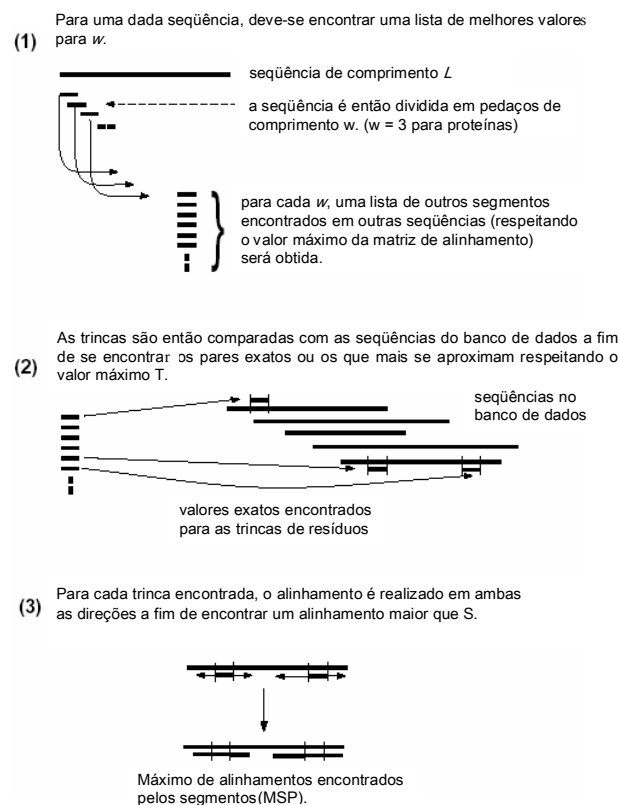 Para uma dada seqüência, deve-se encontrar uma lista de melhores valores
(1) para w.
seqüência de comprimento L
a seqüência é então dividida em pedaços de
comprimento w. (w = 3 para proteínas)
para cada w, uma lista de outros segmentos
encontrados em outras seqüências (respeitando
o valor máximo da matriz de alinhamento)
será obtida.
As trincas são então comparadas com as seqüências do banco de dados a fim
(2) de se encontrar os pares exatos ou os que mais se aproximam respeitando o
valor máximo T.
seqüências no
banco de dados
valores exatos encontrados
para as trincas de resíduos
Para cada trinca encontrada, o alinhamento é realizado em ambas
(3) as direções a fim de encontrar um alinhamento maior que S.
Máximo de alinhamentos encontrados
pelos segmentos(MSP).